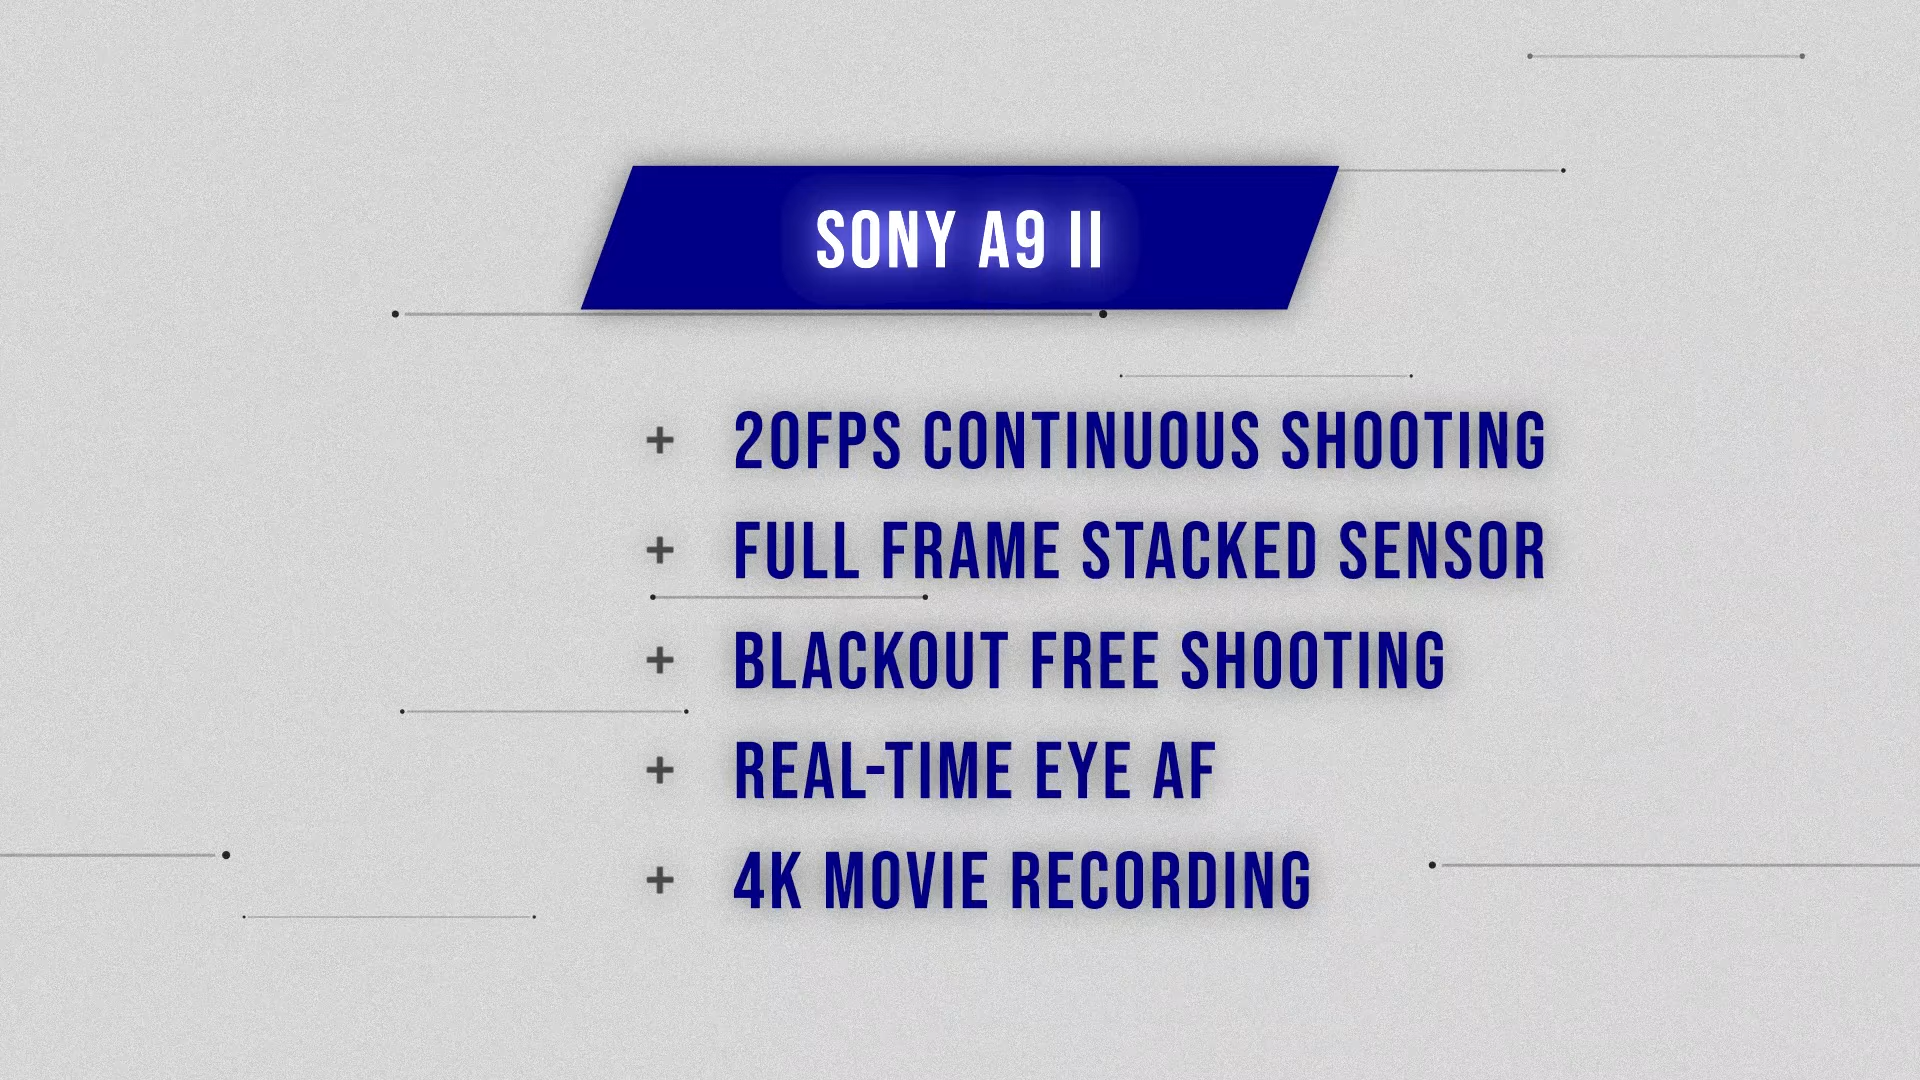 SONY A9 II
+ 20FPS CONTINUOUS SHOOTING
+ FULL FRAME STACKED SENSOR
+ BLACKOUT FREE SHOOTING
+ REAL-TIME EYE AF
+ 4K MOVIE RECORDING